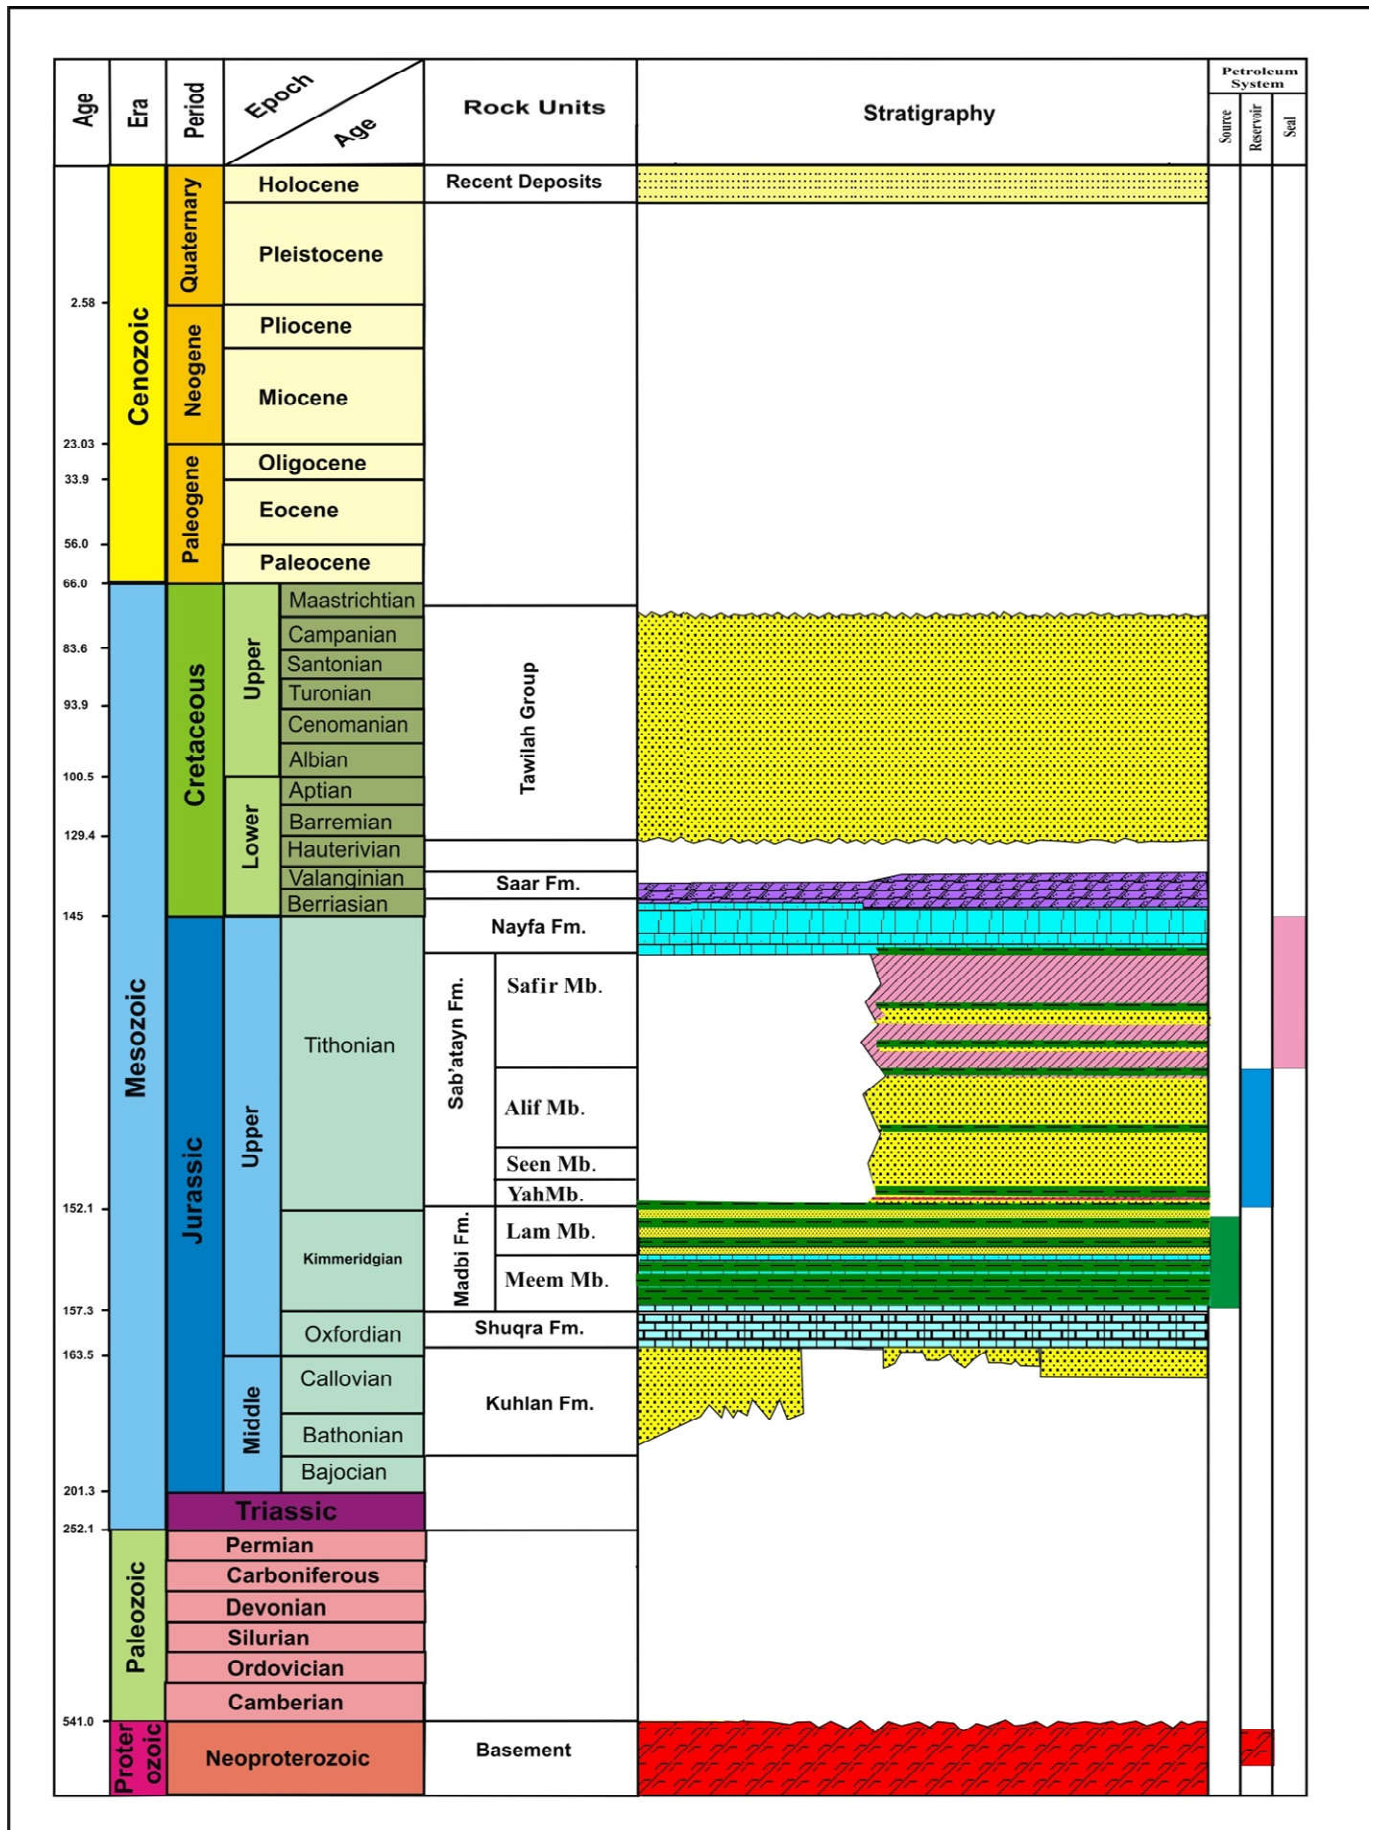 Age
Era
Period
Epoch
Age
Rock Units
Stratigraphy
Petroleum
System
Source
Reservoir
Seal
Cenozoic
Quaternary
Holocene
Recent Deposits
Pleistocene
2.58
Neogene
Pliocene
Miocene
23.03
Paleogene
Oligocene
33.9
Eocene
56.0
Paleocene
66.0
Mesozoic
Cretaceous
Upper
Maastrichtian
Campanian
83.6
Santonian
Turonian
93.9
Cenomanian
Albian
Tawilah Group
100.5
Lower
Aptian
Barremian
129.4
Hauterivian
Valanginian
Saar Fm.
Berriasian
145
Nayfa Fm.
Jurassic
Upper
Tithonian
Sab'atayn Fm.
Safir Mb.
Alif Mb.
Seen Mb.
YahMb.
152.1
Kimmeridgian
Madbi Fm.
Lam Mb.
Meem Mb.
157.3
Oxfordian
Shuqra Fm.
163.5
Middle
Callovian
Kuhlan Fm.
Bathonian
Bajocian
201.3
Triassic
252.1
Paleozoic
Permian
Carboniferous
Devonian
Silurian
Ordovician
Camberian
541.0
Proter
ozoic
Neoproterozoic
Basement